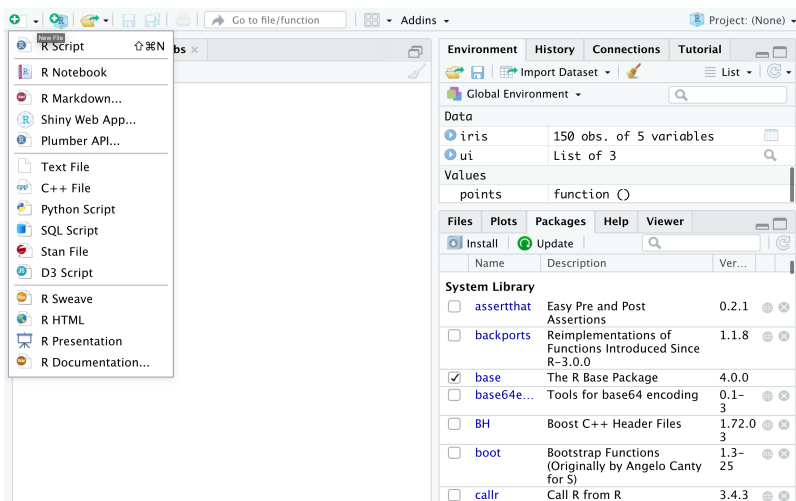 Go to file/function
Addins
Project: (None)
New File
R Script ⇧⌘N
R Notebook
R Markdown...
Shiny Web App...
Plumber API...
Text File
C++ File
Python Script
SQL Script
Stan File
D3 Script
R Sweave
R HTML
R Presentation
R Documentation...
bs
Environment History Connections Tutorial
Import Dataset List
Global Environment
Data
iris 150 obs. of 5 variables
ui List of 3
Values
points function ()
Files Plots Packages Help Viewer
Install Update
Name Description Ver...
System Library
assertthat Easy Pre and Post 0.2.1
Assertions
backports Reimplementations of 1.1.8
Functions Introduced Since
R-3.0.0
base The R Base Package 4.0.0
base64e... Tools for base64 encoding 0.1-
3
BH Boost C++ Header Files 1.72.0
3
boot Bootstrap Functions 1.3-
(Originally by Angelo Canty 25
for S)
callr Call R from R 3.4.3